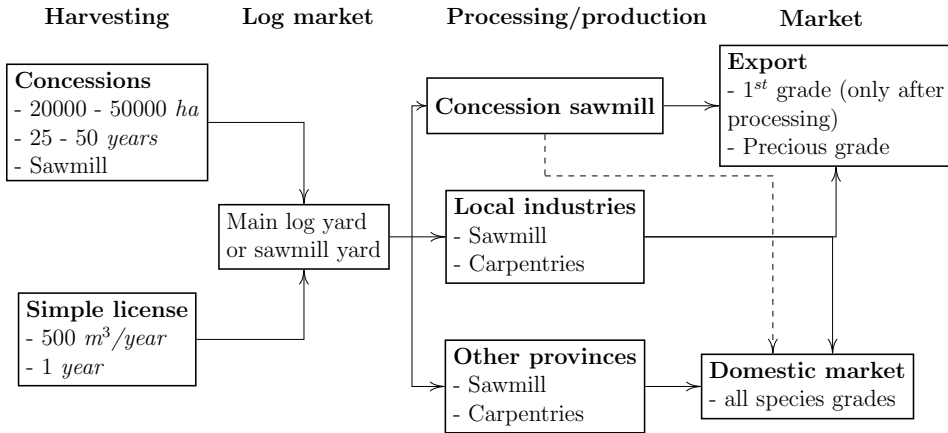 Harvesting
Log market
Processing/production
Market
Concessions
- 20000 - 50000 ha
- 25 - 50 years
- Sawmill
Simple license
- 500 m³/year
- 1 year
Main log yard
or sawmill yard
Concession sawmill
Local industries
- Sawmill
- Carpentries
Other provinces
- Sawmill
- Carpentries
Export
- 1st grade (only after
processing)
- Precious grade
Domestic market
- all species grades